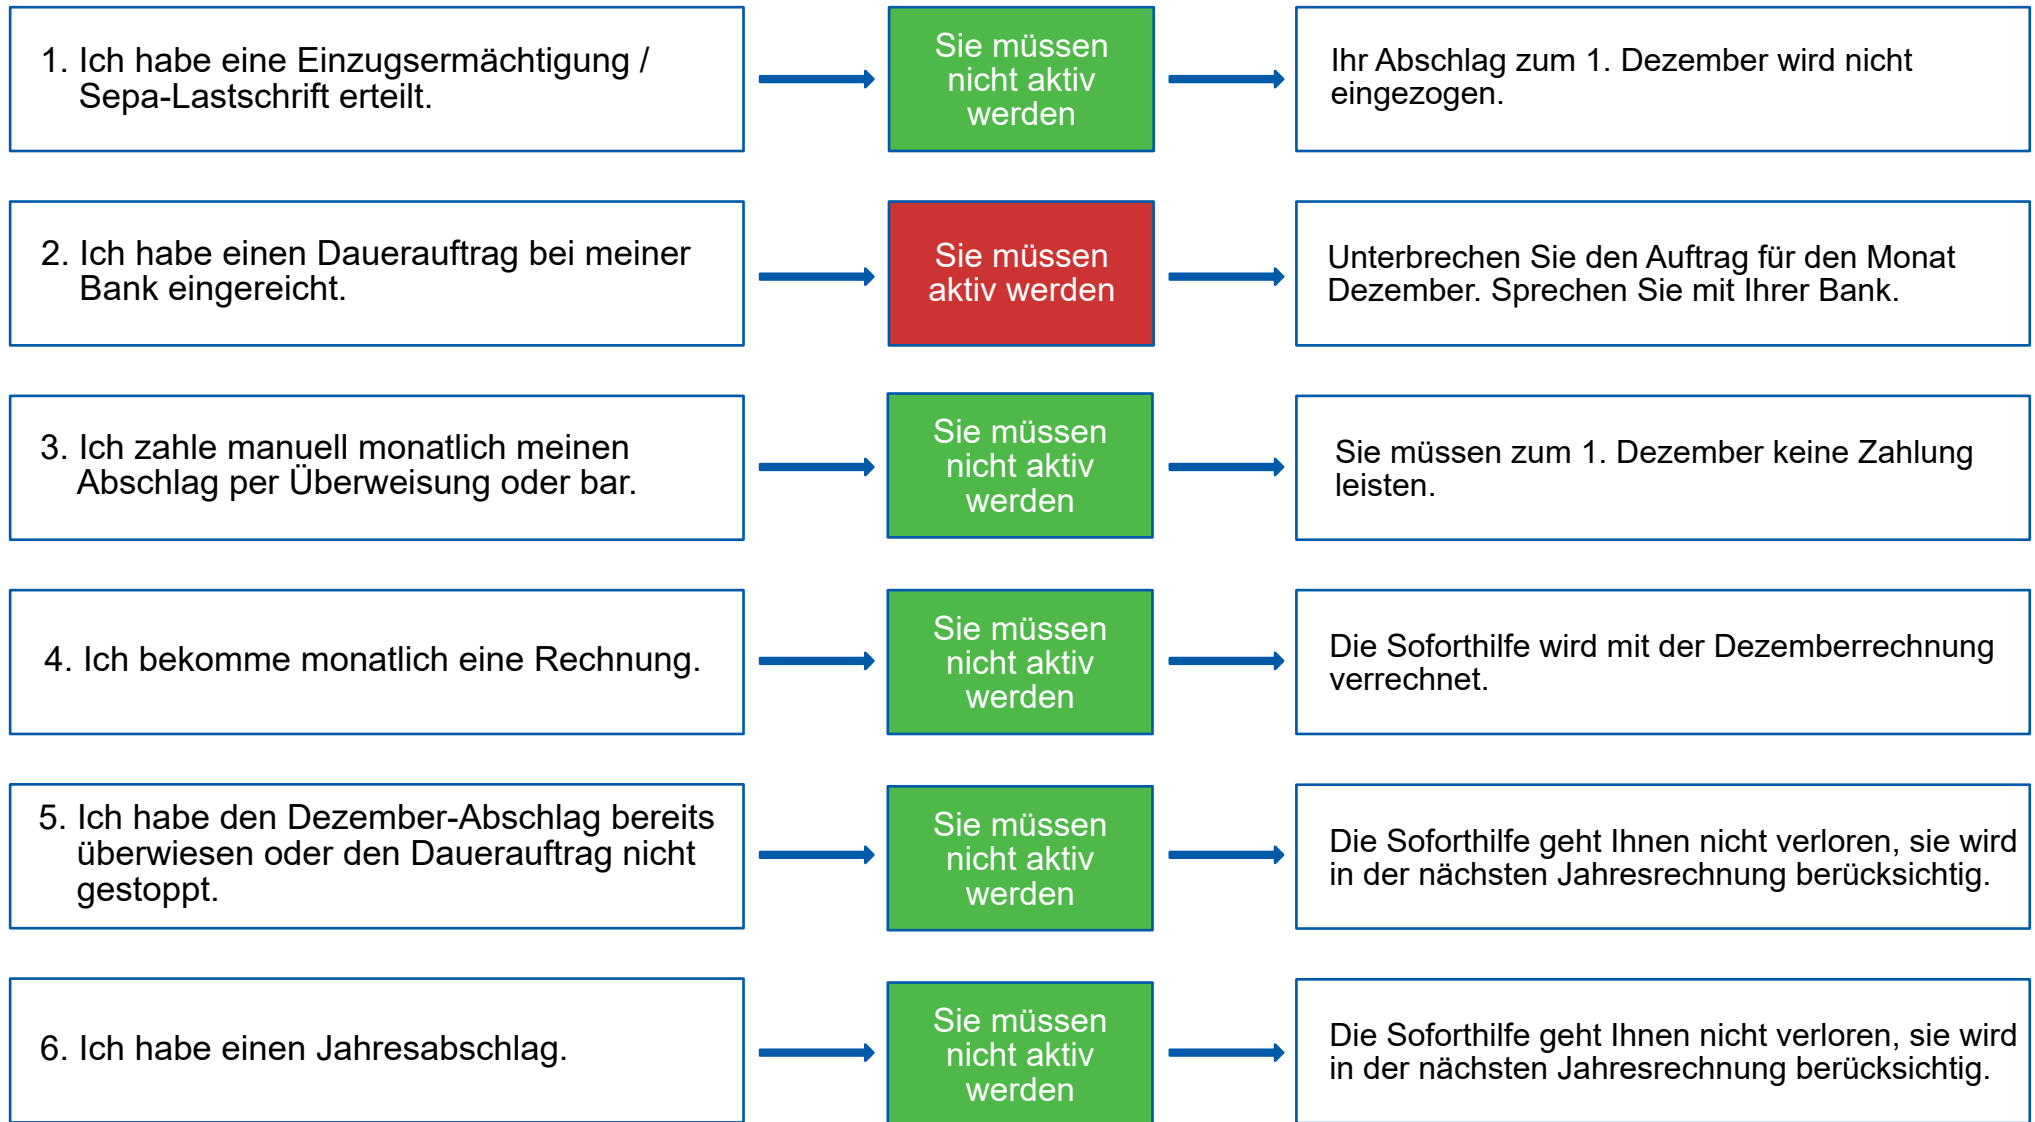 1. Ich habe eine Einzugsermächtigung /
Sepa-Lastschrift erteilt.
Sie müssen
nicht aktiv
werden
Ihr Abschlag zum 1. Dezember wird nicht
eingezogen.
2. Ich habe einen Dauerauftrag bei meiner
Bank eingereicht.
Sie müssen
aktiv werden
Unterbrechen Sie den Auftrag für den Monat
Dezember. Sprechen Sie mit Ihrer Bank.
3. Ich zahle manuell monatlich meinen
Abschlag per Überweisung oder bar.
Sie müssen
nicht aktiv
werden
Sie müssen zum 1. Dezember keine Zahlung
leisten.
4. Ich bekomme monatlich eine Rechnung.
Sie müssen
nicht aktiv
werden
Die Soforthilfe wird mit der Dezemberrechnung
verrechnet.
5. Ich habe den Dezember-Abschlag bereits
überwiesen oder den Dauerauftrag nicht
gestoppt.
Sie müssen
nicht aktiv
werden
Die Soforthilfe geht Ihnen nicht verloren, sie wird
in der nächsten Jahresrechnung berücksichtig.
6. Ich habe einen Jahresabschlag.
Sie müssen
nicht aktiv
werden
Die Soforthilfe geht Ihnen nicht verloren, sie wird
in der nächsten Jahresrechnung berücksichtig.